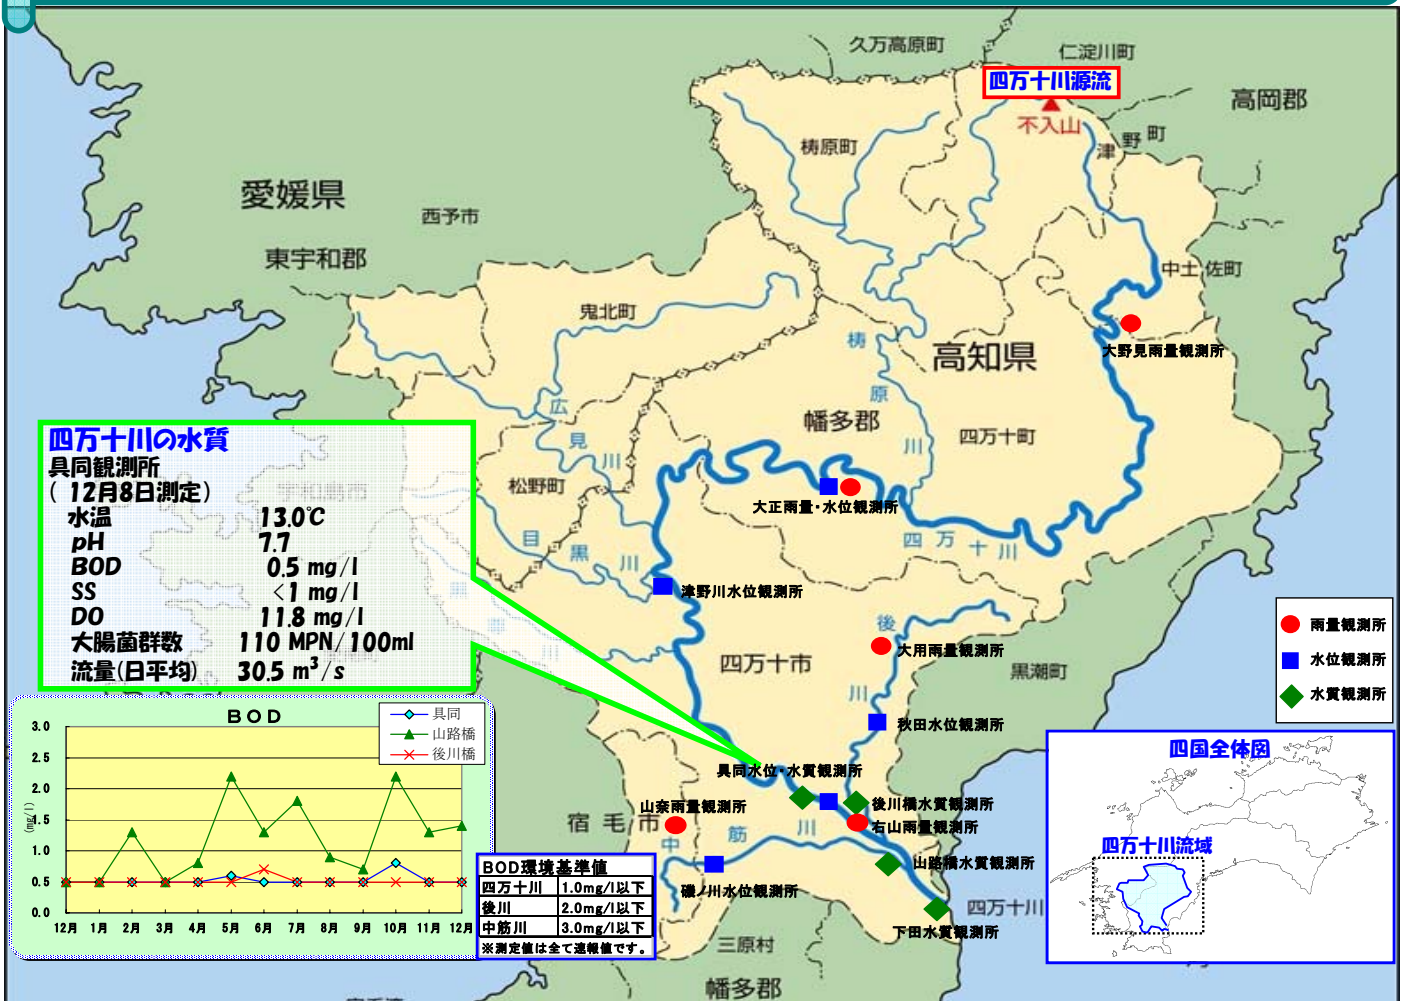 久万高原町
仁淀川町
四万十川源流
高岡郡
不入山
津野町
梼原町
愛媛県
西予市
東宇和郡
中土佐町
鬼北町
大野見雨量観測所
梼原川
高知県
広見川
幡多郡
四万十町
四万十川の水質
具同観測所
( 12月8日測定)
水温 13.0℃
pH 7.7
BOD 0.5 mg/l
SS <1 mg/l
DO 11.8 mg/l
大腸菌群数 110 MPN/100ml
流量(日平均) 30.5 m³/s
宇和島市
松野町
大正雨量・水位観測所
四万十川
目黒川
津野川水位観測所
川
後川
大用雨量観測所
四万十市
黒潮町
秋田水位観測所
雨量観測所
水位観測所
水質観測所
BOD
具同
山路橋
後川橋
(mg/l)
3.0
2.5
2.0
1.5
1.0
0.5
0.0
12月 1月 2月 3月 4月 5月 6月 7月 8月 9月 10月 11月 12月
具同水位・水質観測所
山奈雨量観測所
宿毛市
後川橋水質観測所
右山雨量観測所
中筋川
山路橋水質観測所
磯ノ川水位観測所
四万十川
下田水質観測所
BOD環境基準値
四万十川 1.0mg/l以下
後川 2.0mg/l以下
中筋川 3.0mg/l以下
※測定値は全て速報値です。
三原村
幡多郡
四国全体図
四万十川流域